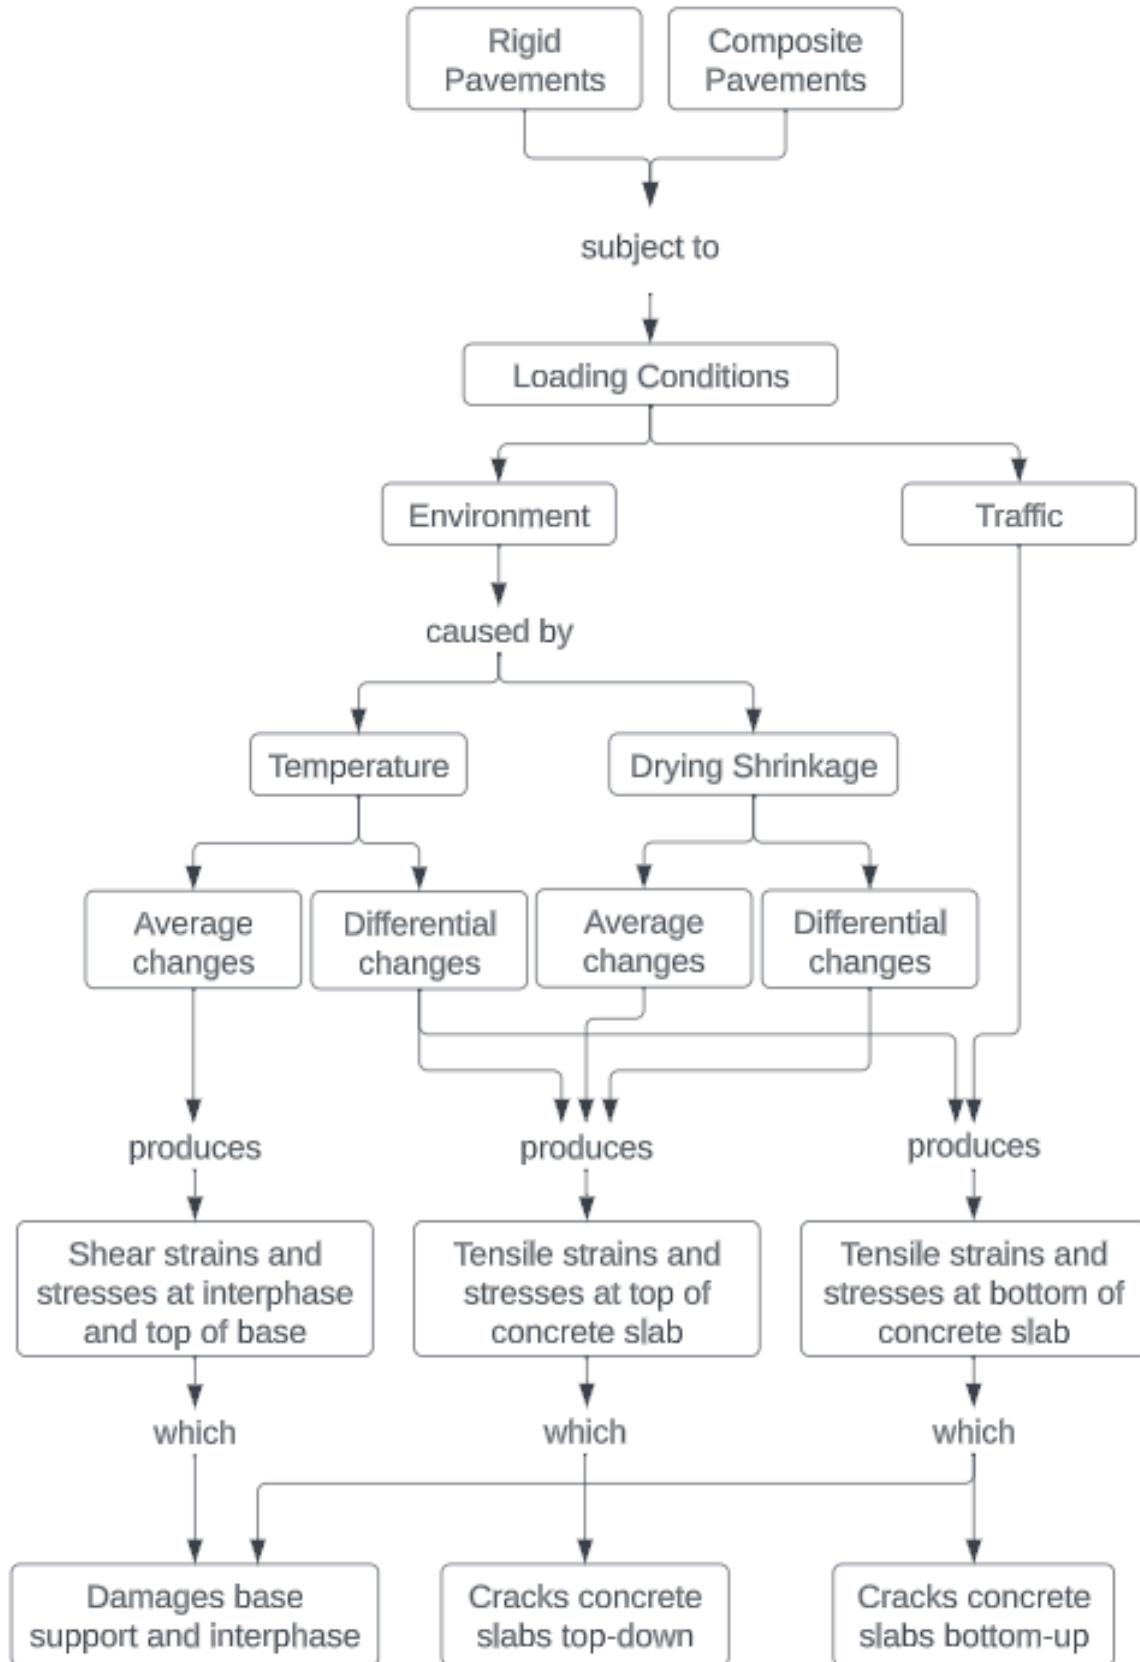 Rigid
Pavements
Composite
Pavements
subject to
Loading Conditions
Environment
Traffic
caused by
Temperature
Drying Shrinkage
Average
changes
Differential
changes
Average
changes
Differential
changes
produces
produces
produces
Shear strains and
stresses at interphase
and top of base
Tensile strains and
stresses at top of
concrete slab
Tensile strains and
stresses at bottom of
concrete slab
which
which
which
Damages base
support and interphase
Cracks concrete
slabs top-down
Cracks concrete
slabs bottom-up